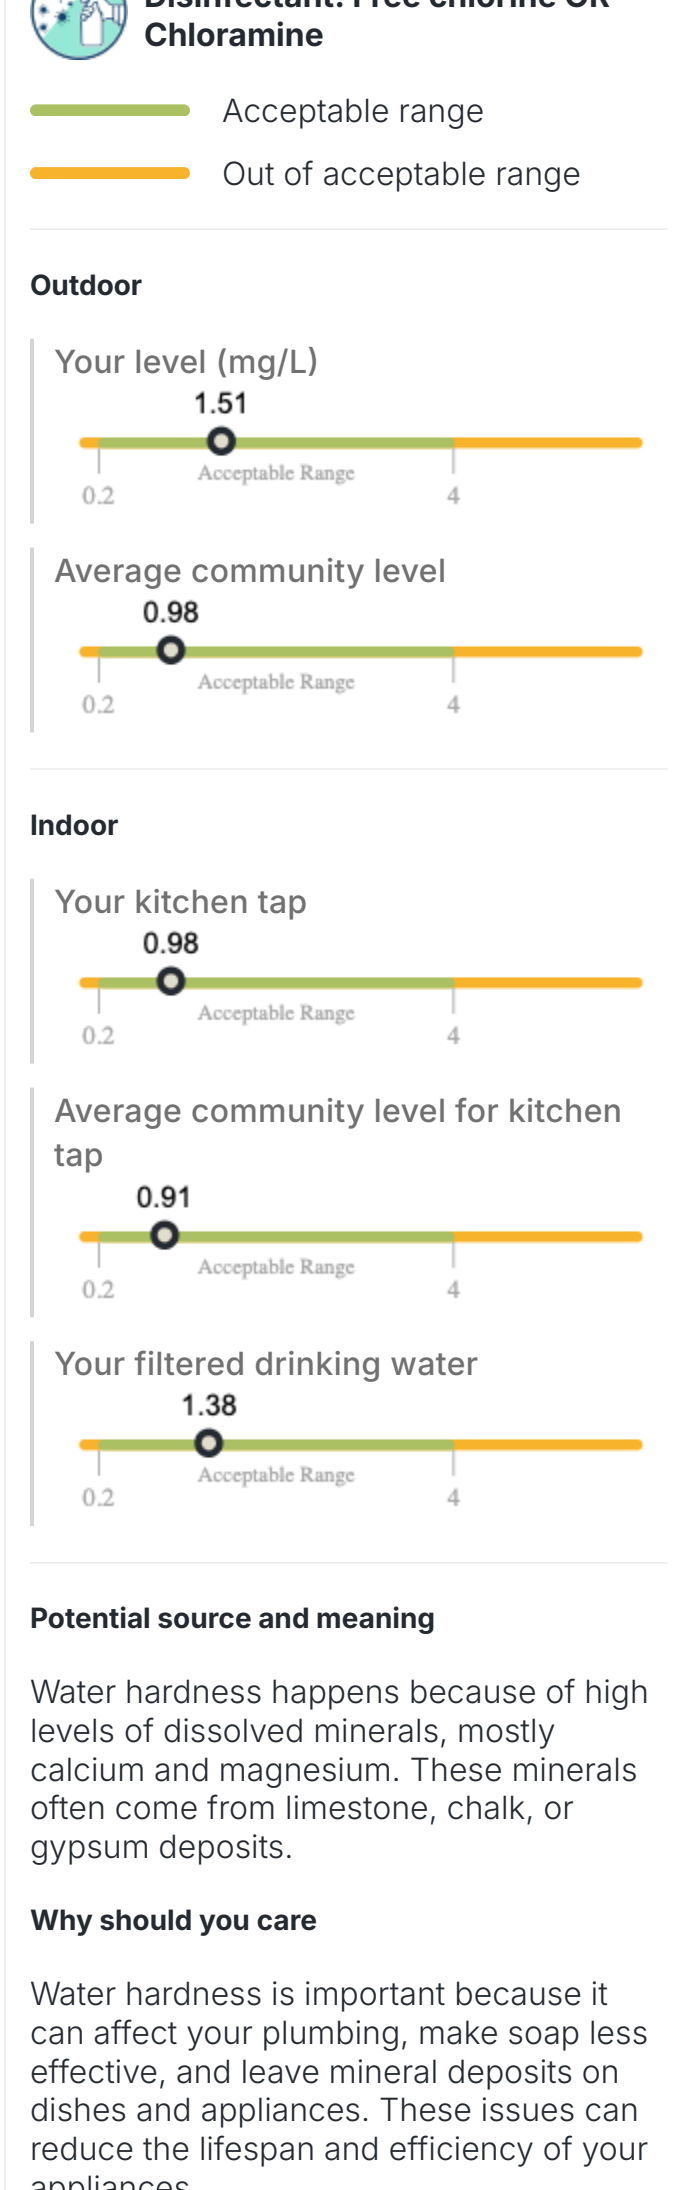 Disinfectant: Free chlorine OR
Chloramine
Acceptable range
Out of acceptable range
Outdoor
Your level (mg/L)
1.51
Acceptable Range
0.2 4
Average community level
0.98
Acceptable Range
0.2 4
Indoor
Your kitchen tap
0.98
Acceptable Range
0.2 4
Average community level for kitchen
tap
0.91
Acceptable Range
0.2 4
Your filtered drinking water
1.38
Acceptable Range
0.2 4
Potential source and meaning
Water hardness happens because of high
levels of dissolved minerals, mostly
calcium and magnesium. These minerals
often come from limestone, chalk, or
gypsum deposits.
Why should you care
Water hardness is important because it
can affect your plumbing, make soap less
effective, and leave mineral deposits on
dishes and appliances. These issues can
reduce the lifespan and efficiency of your
appliances